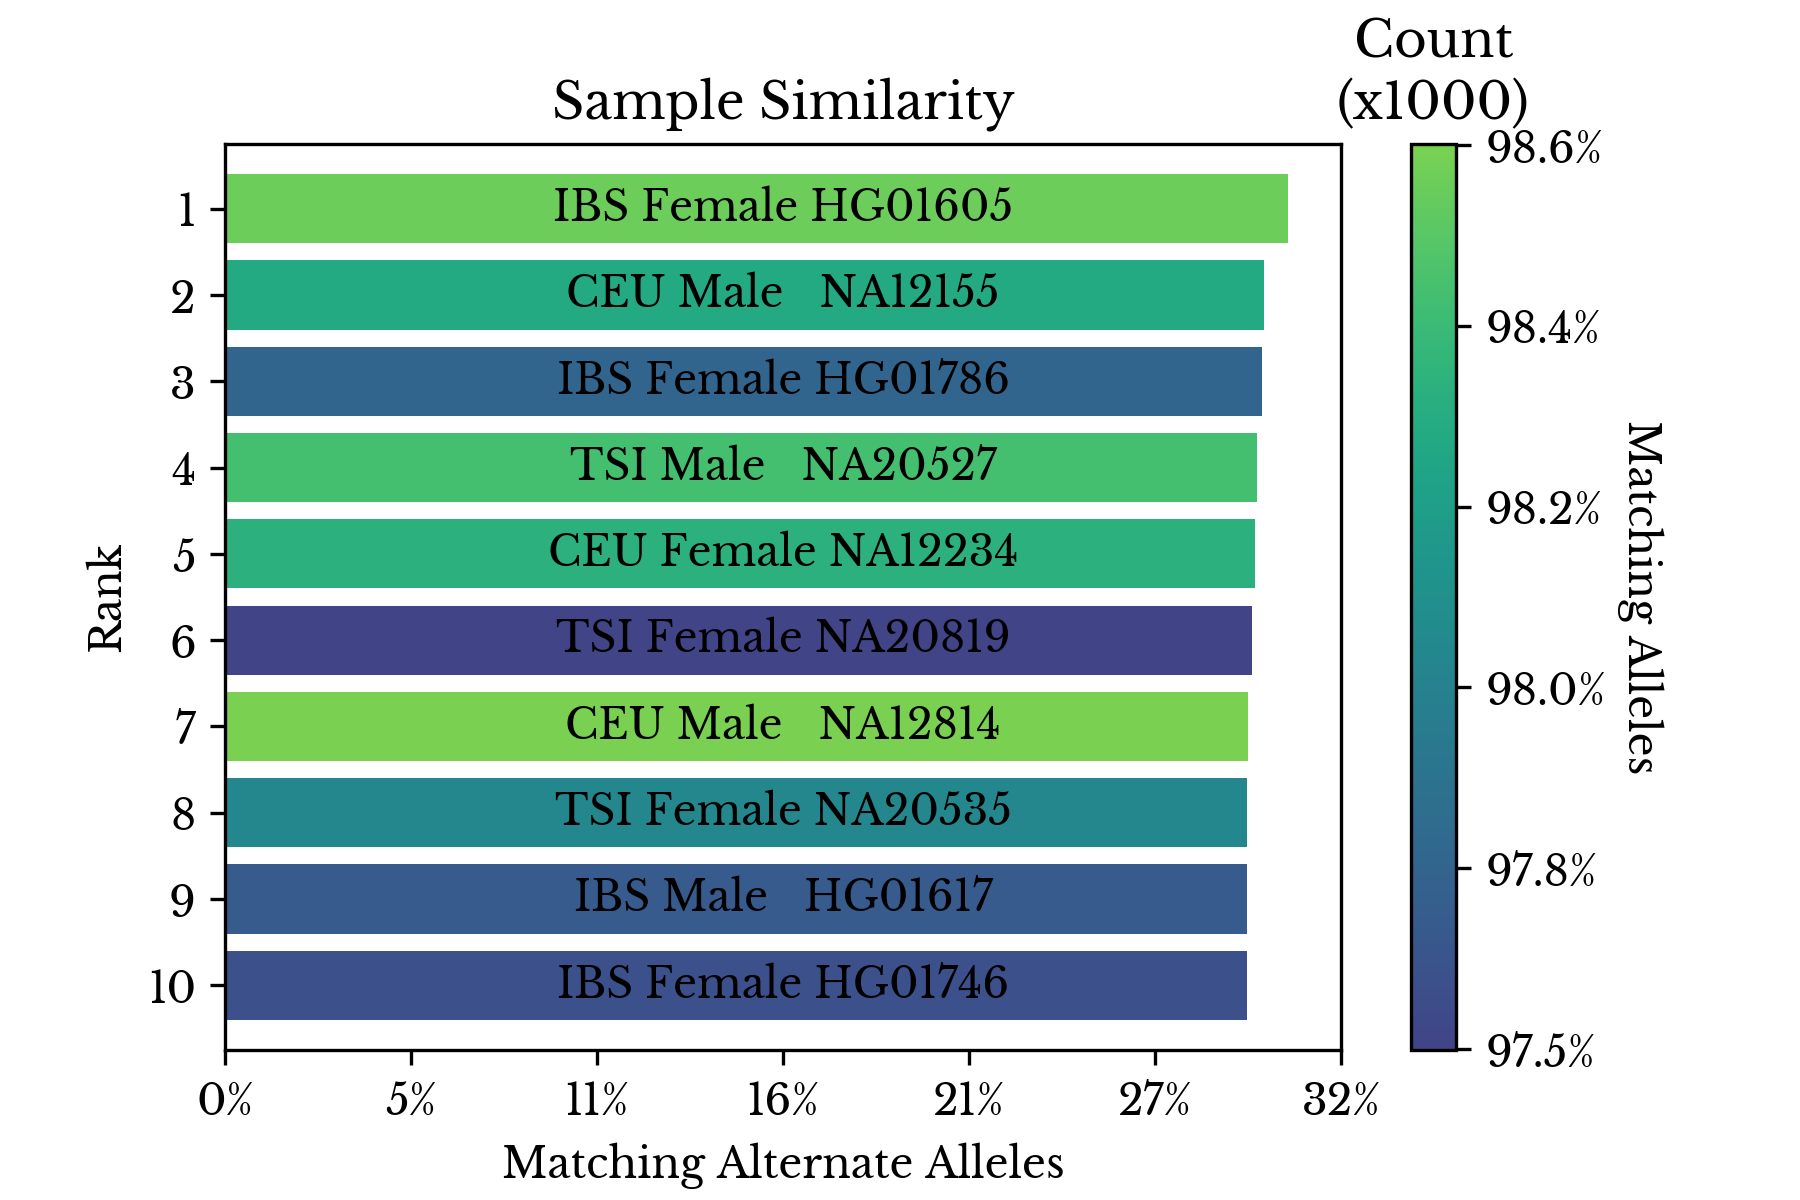 Count
(x1000)
Sample Similarity
1
IBS Female HG01605
2
CEU Male   NA12155
3
IBS Female HG01786
4
TSI Male   NA20527
5
CEU Female NA12234
6
TSI Female NA20819
7
CEU Male   NA12814
8
TSI Female NA20535
9
IBS Male   HG01617
10
IBS Female HG01746
Rank
0%
5%
11%
16%
21%
27%
32%
Matching Alternate Alleles
98.6%
98.4%
98.2%
98.0%
97.8%
97.5%
Matching Alleles